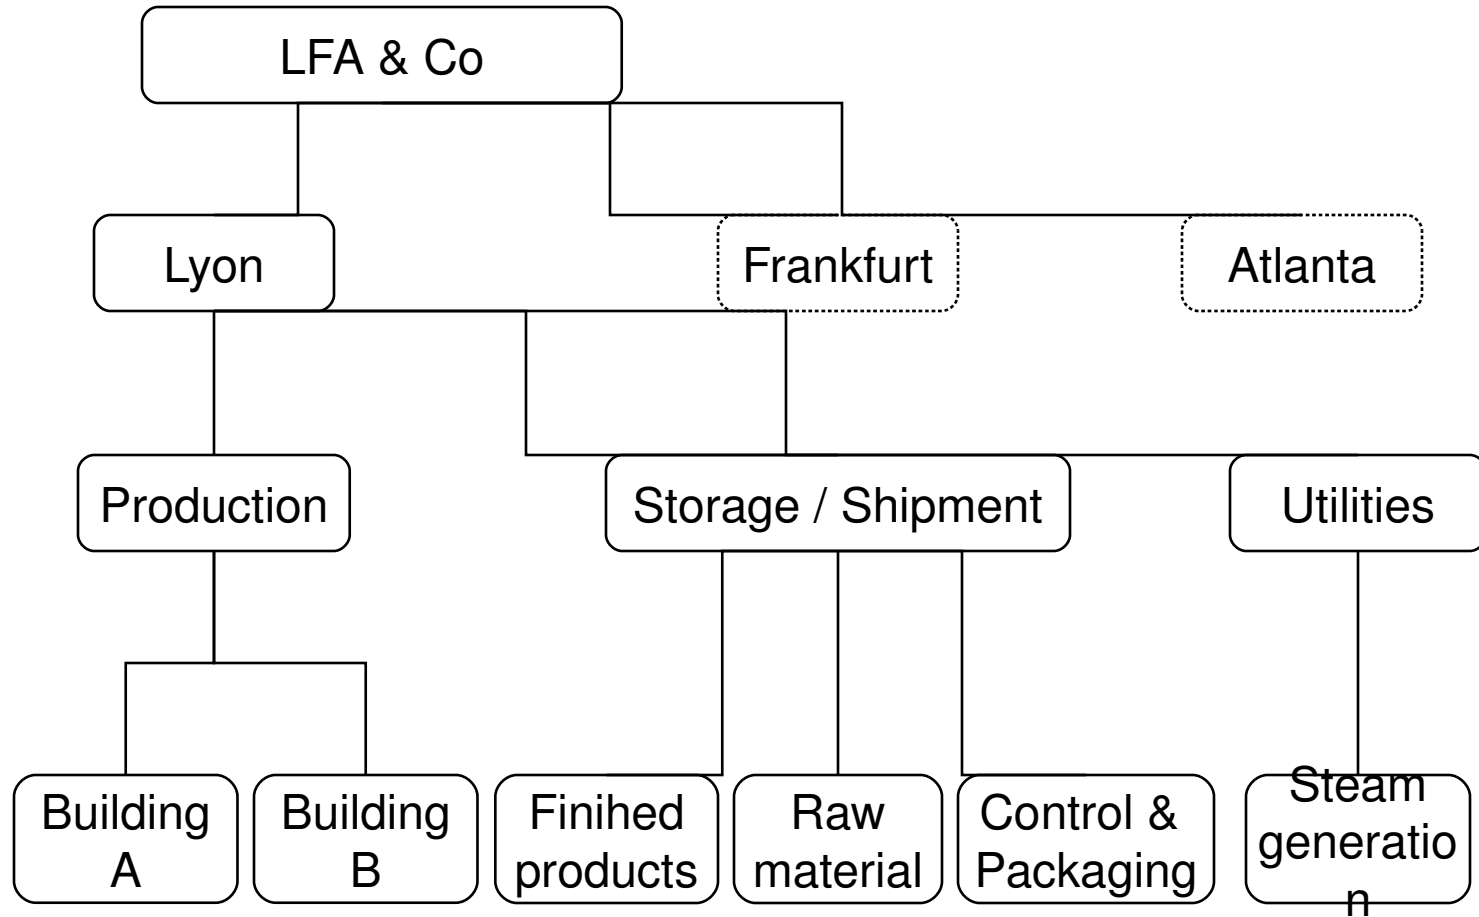 LFA & Co
Lyon
Frankfurt
Atlanta
Production
Storage / Shipment
Utilities
Building
A
Building
B
Finihed
products
Raw
material
Control &
Packaging
Steam
generatio
n